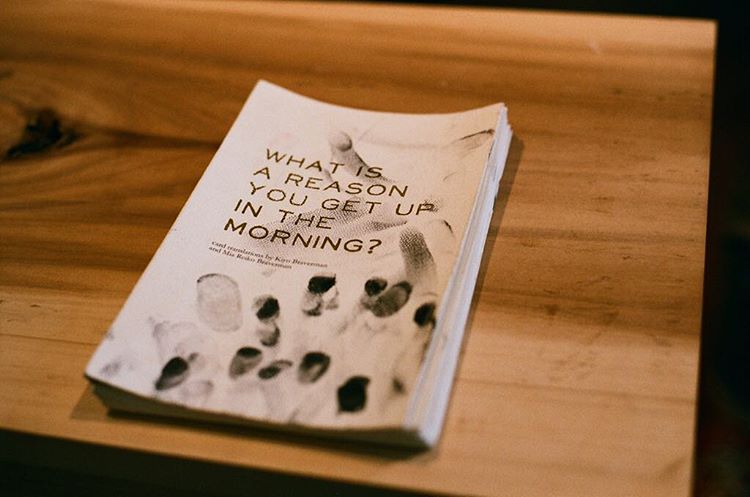 WHAT IS
A REASON
YOU GET UP
IN THE
MORNING?
Card translations by Kiyo Braverman
and Mia Reiko Braverman